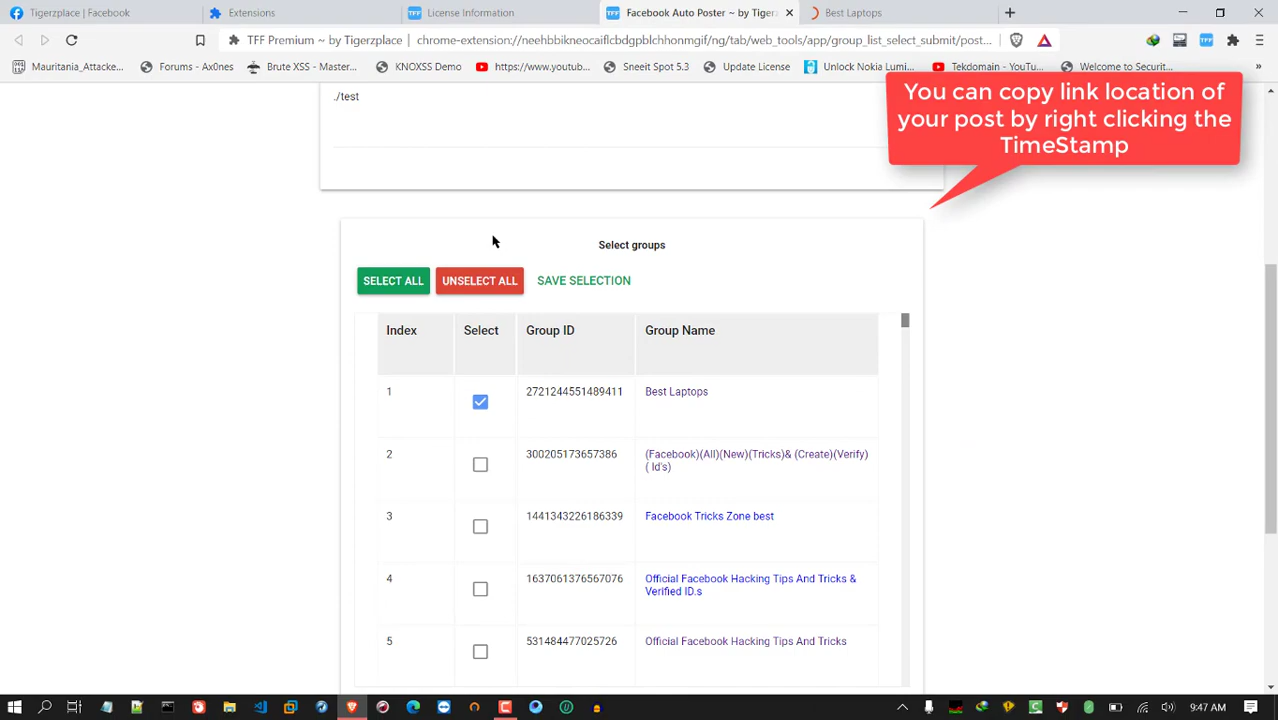 Tigerzplace | Facebook
Extensions
License Information
Facebook Auto Poster ~ by Tigerz
Best Laptops
TFF Premium ~ by Tigerzplace
chrome-extension://neehbbikneocaiflcbdgpblchhonmgif/ng/tab/web_tools/app/group_list_select_submit/post...
Mauritania_Attacke...
Forums - Ax0nes
Brute XSS - Master...
KNOXSS Demo
https://www.youtub...
Sneeit Spot 5.3
Update License
Unlock Nokia Lumi...
Tekdomain - YouTu...
Welcome to Securit...
»
./test
You can copy link location of
your post by right clicking the
TimeStamp
Select groups
SELECT ALL
UNSELECT ALL
SAVE SELECTION
Index
Select
Group ID
Group Name
1
2721244551489411
Best Laptops
2
300205173657386
(Facebook)(All)(New)(Tricks)& (Create)(Verify)
( Id's)
3
1441343226186339
Facebook Tricks Zone best
4
1637061376567076
Official Facebook Hacking Tips And Tricks &
Verified ID.s
5
531484477025726
Official Facebook Hacking Tips And Tricks
9:47 AM